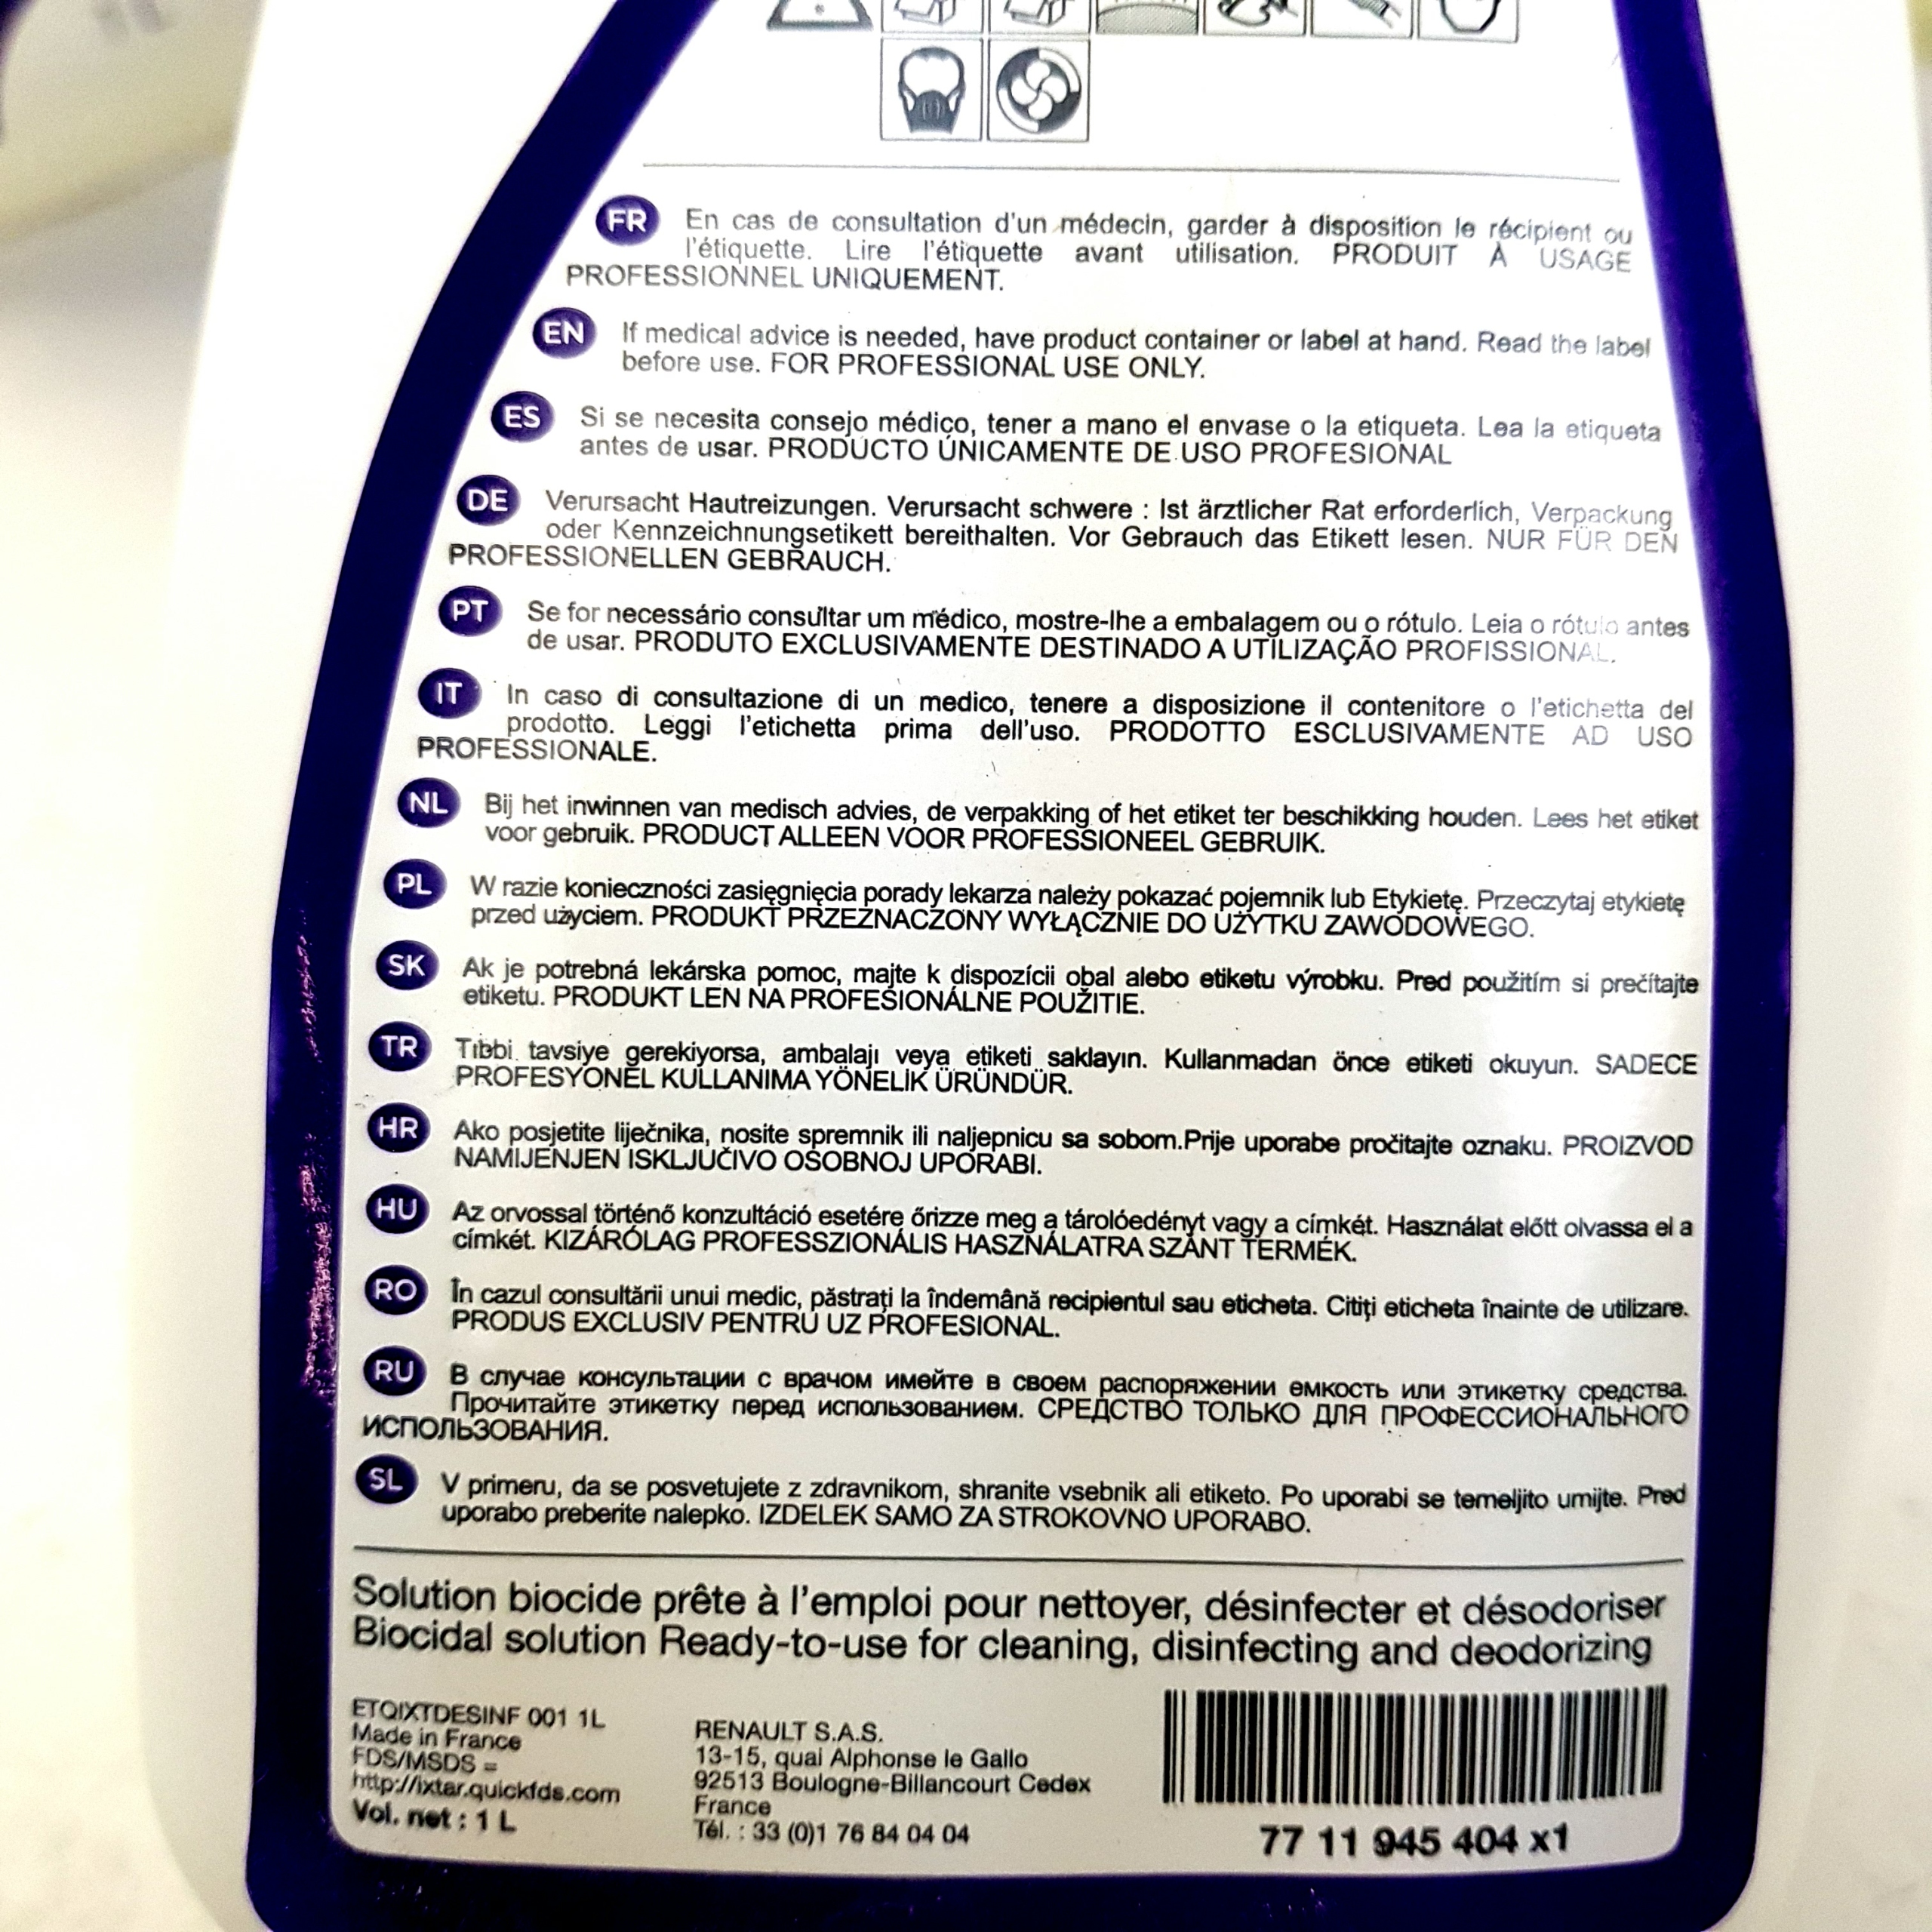 FR
En cas de consultation d'un médecin, garder à disposition le récipient ou
l'étiquette. Lire l'étiquette avant utilisation. PRODUIT À USAGE
PROFESSIONNEL UNIQUEMENT.
EN
If medical advice is needed, have product container or label at hand. Read the label
before use. FOR PROFESSIONAL USE ONLY.
ES
Si se necesita consejo médico, tener a mano el envase o la etiqueta. Lea la etiqueta
antes de usar. PRODUCTO ÚNICAMENTE DE USO PROFESIONAL
DE
Verursacht Hautreizungen. Verursacht schwere : Ist ärztlicher Rat erforderlich, Verpackung
oder Kennzeichnungsetikett bereithalten. Vor Gebrauch das Etikett lesen. NUR FÜR DEN
PROFESSIONELLEN GEBRAUCH.
PT
Se for necessário consultar um médico, mostre-lhe a embalagem ou o rótulo. Leia o rótulo antes
de usar. PRODUTO EXCLUSIVAMENTE DESTINADO A UTILIZAÇÃO PROFISSIONAL.
IT
In caso di consultazione di un medico, tenere a disposizione il contenitore o l'etichetta del
prodotto. Leggi l'etichetta prima dell'uso. PRODOTTO ESCLUSIVAMENTE AD USO
PROFESSIONALE.
NL
Bij het inwinnen van medisch advies, de verpakking of het etiket ter beschikking houden. Lees het etiket
voor gebruik. PRODUCT ALLEEN VOOR PROFESSIONEEL GEBRUIK.
PL
W razie konieczności zasięgnięcia porady lekarza należy pokazać pojemnik lub Etykietę. Przeczytaj etykietę
przed użyciem. PRODUKT PRZEZNACZONY WYŁĄCZNIE DO UŻYTKU ZAWODOWEGO.
SK
Ak je potrebná lekárska pomoc, majte k dispozícii obal alebo etiketu výrobku. Pred použitím si prečítajte
etiketu. PRODUKT LEN NA PROFESIONÁLNE POUŽITIE.
TR
Tıbbi tavsiye gerekiyorsa, ambalajı veya etiketi saklayın. Kullanmadan önce etiketi okuyun. SADECE
PROFESYONEL KULLANIMA YÖNELİK ÜRÜNDÜR.
HR
Ako posjetite liječnika, nosite spremnik ili naljepnicu sa sobom.Prije uporabe pročitajte oznaku. PROIZVOD
NAMIJENJEN ISKLJUČIVO OSOBNOJ UPORABI.
HU
Az orvossal történő konzultáció esetére őrizze meg a tárolóedényt vagy a címkét. Használat előtt olvassa el a
címkét. KIZÁRÓLAG PROFESSZIONÁLIS HASZNÁLATRA SZÁNT TERMÉK.
RO
În cazul consultării unui medic, păstrați la îndemână recipientul sau eticheta. Citiți eticheta înainte de utilizare.
PRODUS EXCLUSIV PENTRU UZ PROFESIONAL.
RU
В случае консультации с врачом имейте в своем распоряжении емкость или этикетку средства.
Прочитайте этикетку перед использованием. СРЕДСТВО ТОЛЬКО ДЛЯ ПРОФЕССИОНАЛЬНОГО
ИСПОЛЬЗОВАНИЯ.
SL
V primeru, da se posvetujete z zdravnikom, shranite vsebnik ali etiketo. Po uporabi se temeljito umijte. Pred
uporabo preberite nalepko. IZDELEK SAMO ZA STROKOVNO UPORABO.
Solution biocide prête à l'emploi pour nettoyer, désinfecter et désodoriser
Biocidal solution Ready-to-use for cleaning, disinfecting and deodorizing
ETQIXTDESINF 001 1L
Made in France
FDS/MSDS =
http://ixtar.quickfds.com
Vol. net : 1 L
RENAULT S.A.S.
13-15, quai Alphonse le Gallo
92513 Boulogne-Billancourt Cedex
France
Tél. : 33 (0)1 76 84 04 04
77 11 945 404 x1